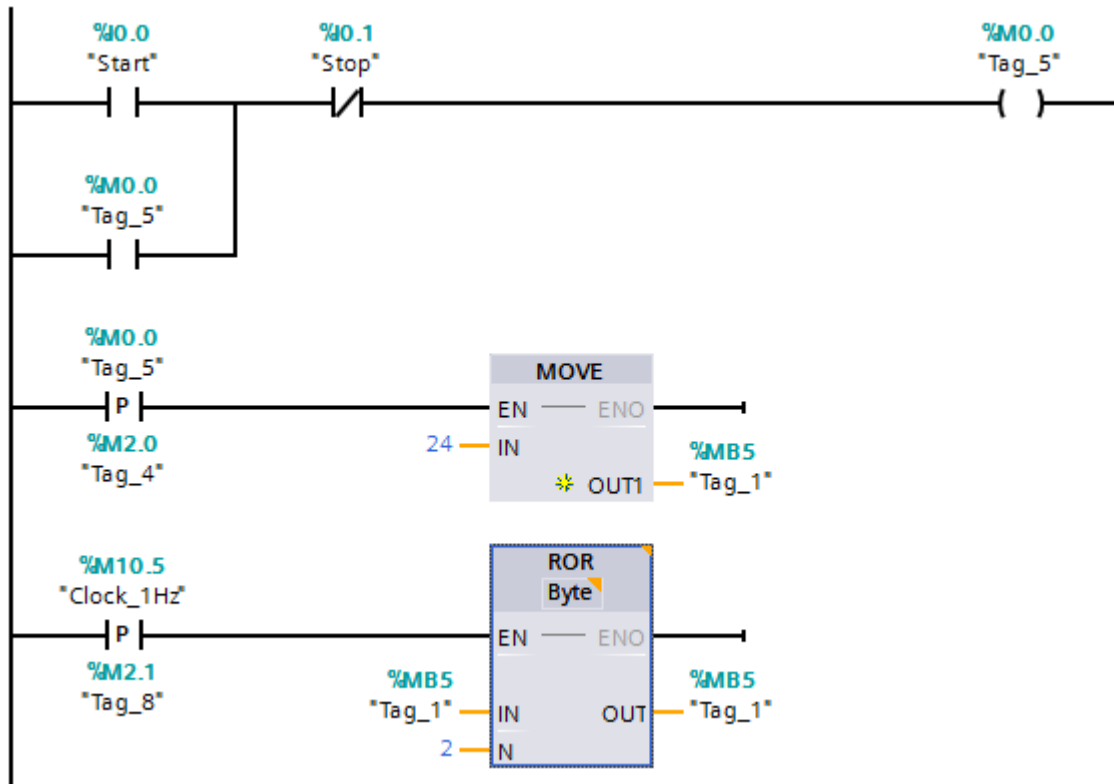 %I0.0
"Start"
%I0.1
"Stop"
%M0.0
"Tag_5"
%M0.0
"Tag_5"
%M0.0
"Tag_5"
P
%M2.0
"Tag_4"
MOVE
EN
ENO
24
IN
OUT1
%MB5
"Tag_1"
%M10.5
"Clock_1Hz"
P
%M2.1
"Tag_8"
ROR
Byte
EN
ENO
%MB5
"Tag_1"
IN
2
N
OUT
%MB5
"Tag_1"